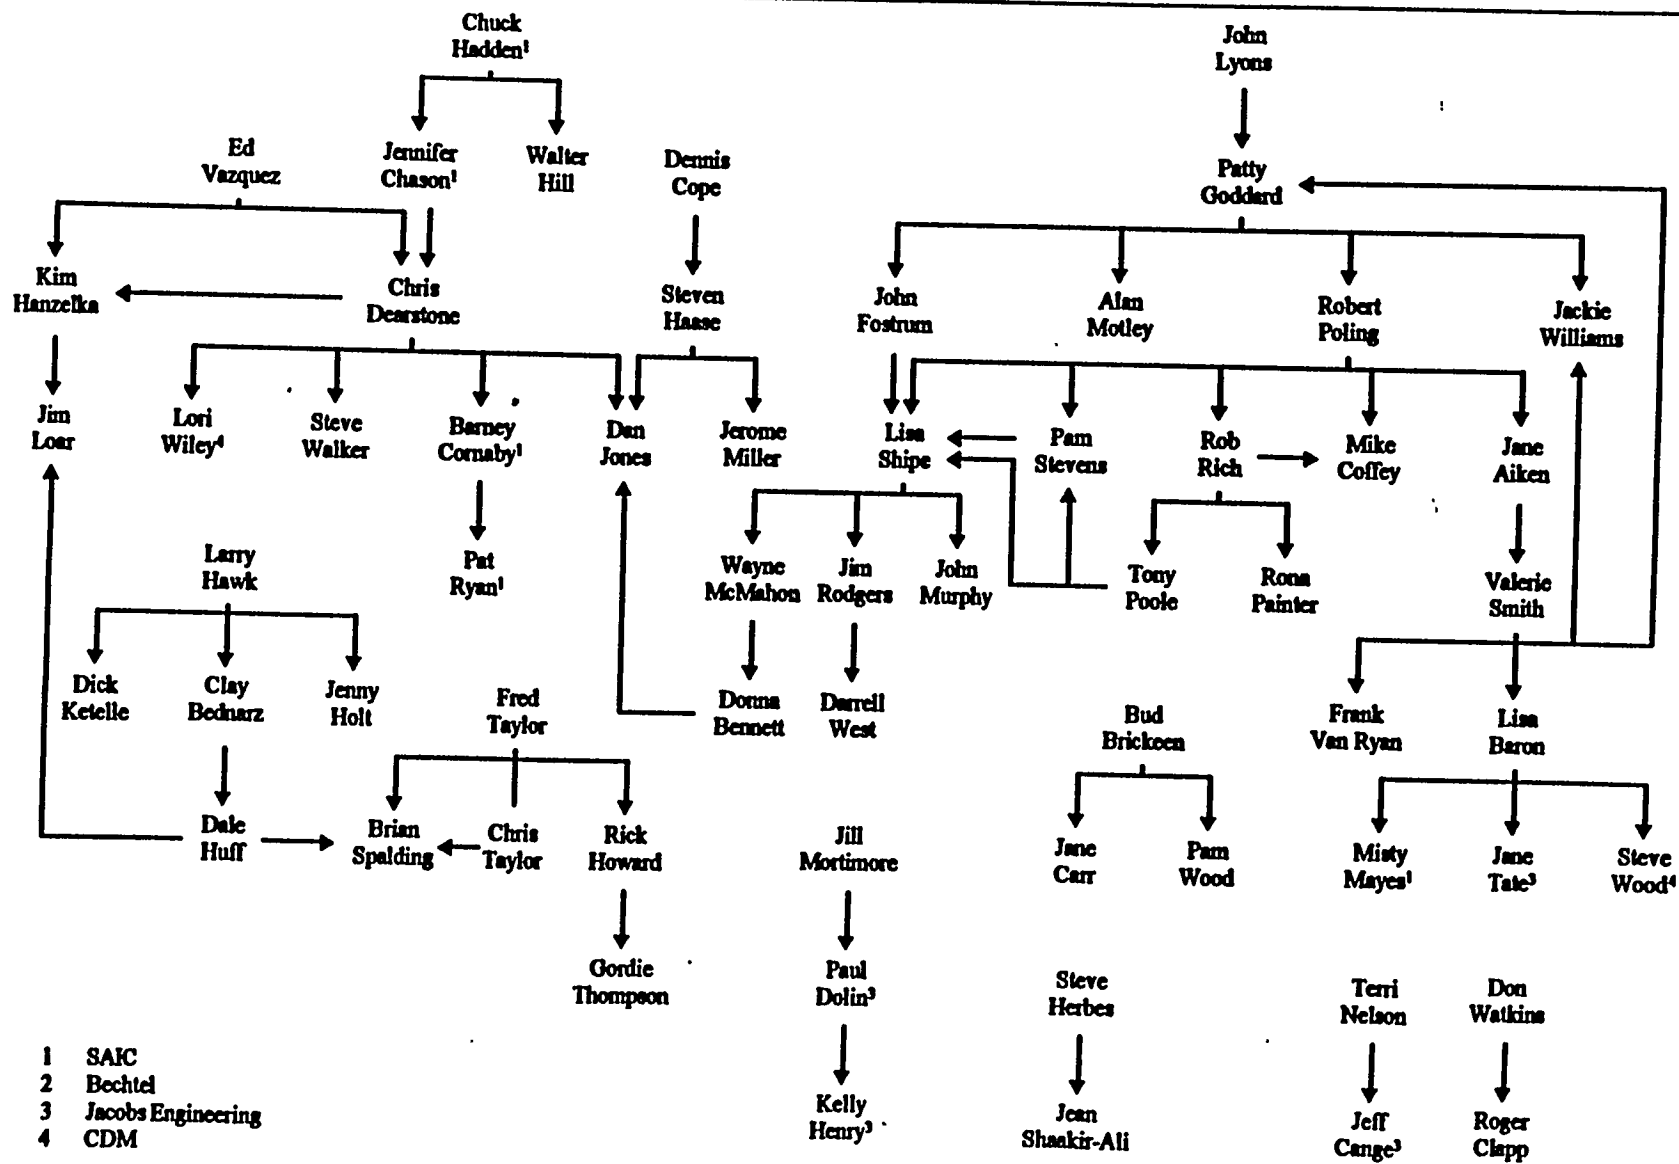 Chuck
Hadden¹
John
Lyons
Ed
Vazquez
Jennifer
Chason¹
Walter
Hill
Dennis
Cope
Patty
Goddard
Kim
Hanzelka
Chris
Dearstone
Steven
Haase
John
Fostrum
Alan
Motley
Robert
Poling
Jackie
Williams
Jim
Loar
Lori
Wiley⁴
Steve
Walker
Barney
Cornaby¹
Dan
Jones
Jerome
Miller
Lisa
Shipe
Pam
Stevens
Rob
Rich
Mike
Coffey
Jane
Aiken
Larry
Hawk
Pat
Ryan¹
Wayne
McMahon
Jim
Rodgers
John
Murphy
Tony
Poole
Rona
Painter
Valerie
Smith
Dick
Ketelle
Clay
Bednarz
Jenny
Holt
Fred
Taylor
Donna
Bennett
Darrell
West
Bud
Brickeen
Frank
Van Ryan
Lisa
Baron
Dale
Huff
Brian
Spalding
Chris
Taylor
Rick
Howard
Jill
Mortimore
Jane
Carr
Pam
Wood
Misty
Mayes¹
Jane
Tate³
Steve
Wood⁴
Gordie
Thompson
Paul
Dolin³
Steve
Herbes
Terri
Nelson
Don
Watkins
Kelly
Henry³
Jean
Shaakir-Ali
Jeff
Cange³
Roger
Clapp
1 SAIC
2 Bechtel
3 Jacobs Engineering
4 CDM